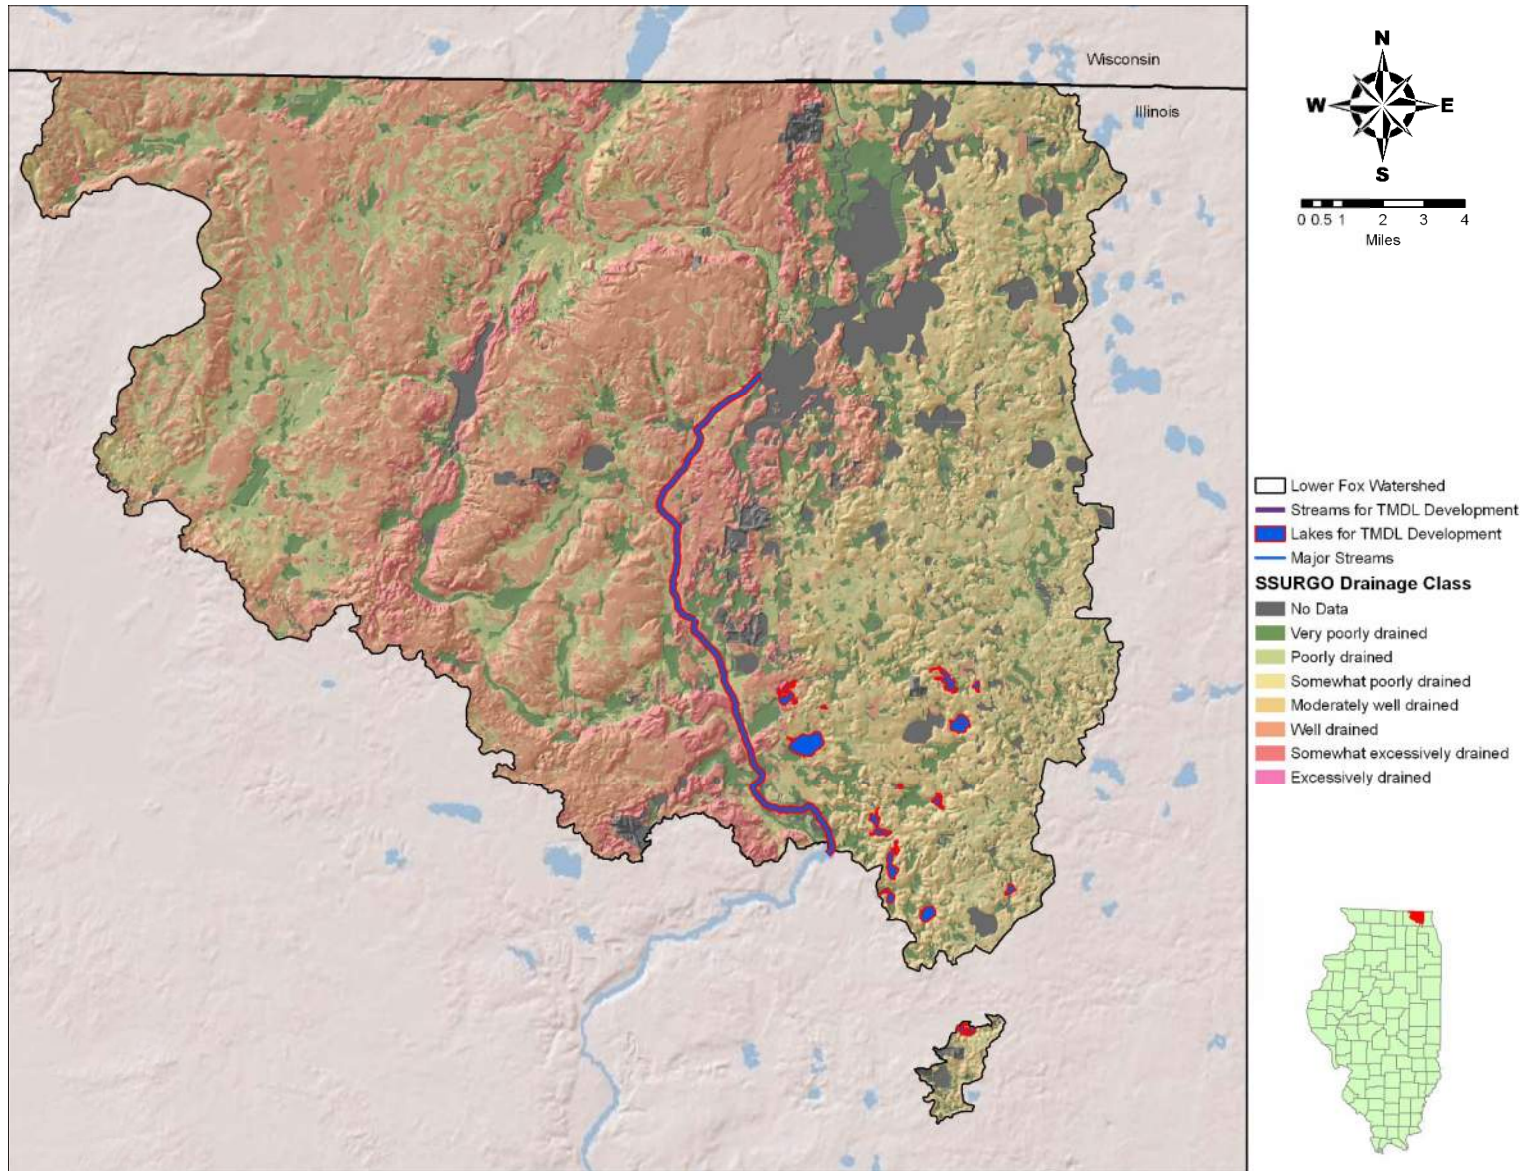 Wisconsin
Illinois
N
W E
S
0 0.5 1 2 3 4
Miles
Lower Fox Watershed
Streams for TMDL Development
Lakes for TMDL Development
Major Streams
SSURGO Drainage Class
No Data
Very poorly drained
Poorly drained
Somewhat poorly drained
Moderately well drained
Well drained
Somewhat excessively drained
Excessively drained